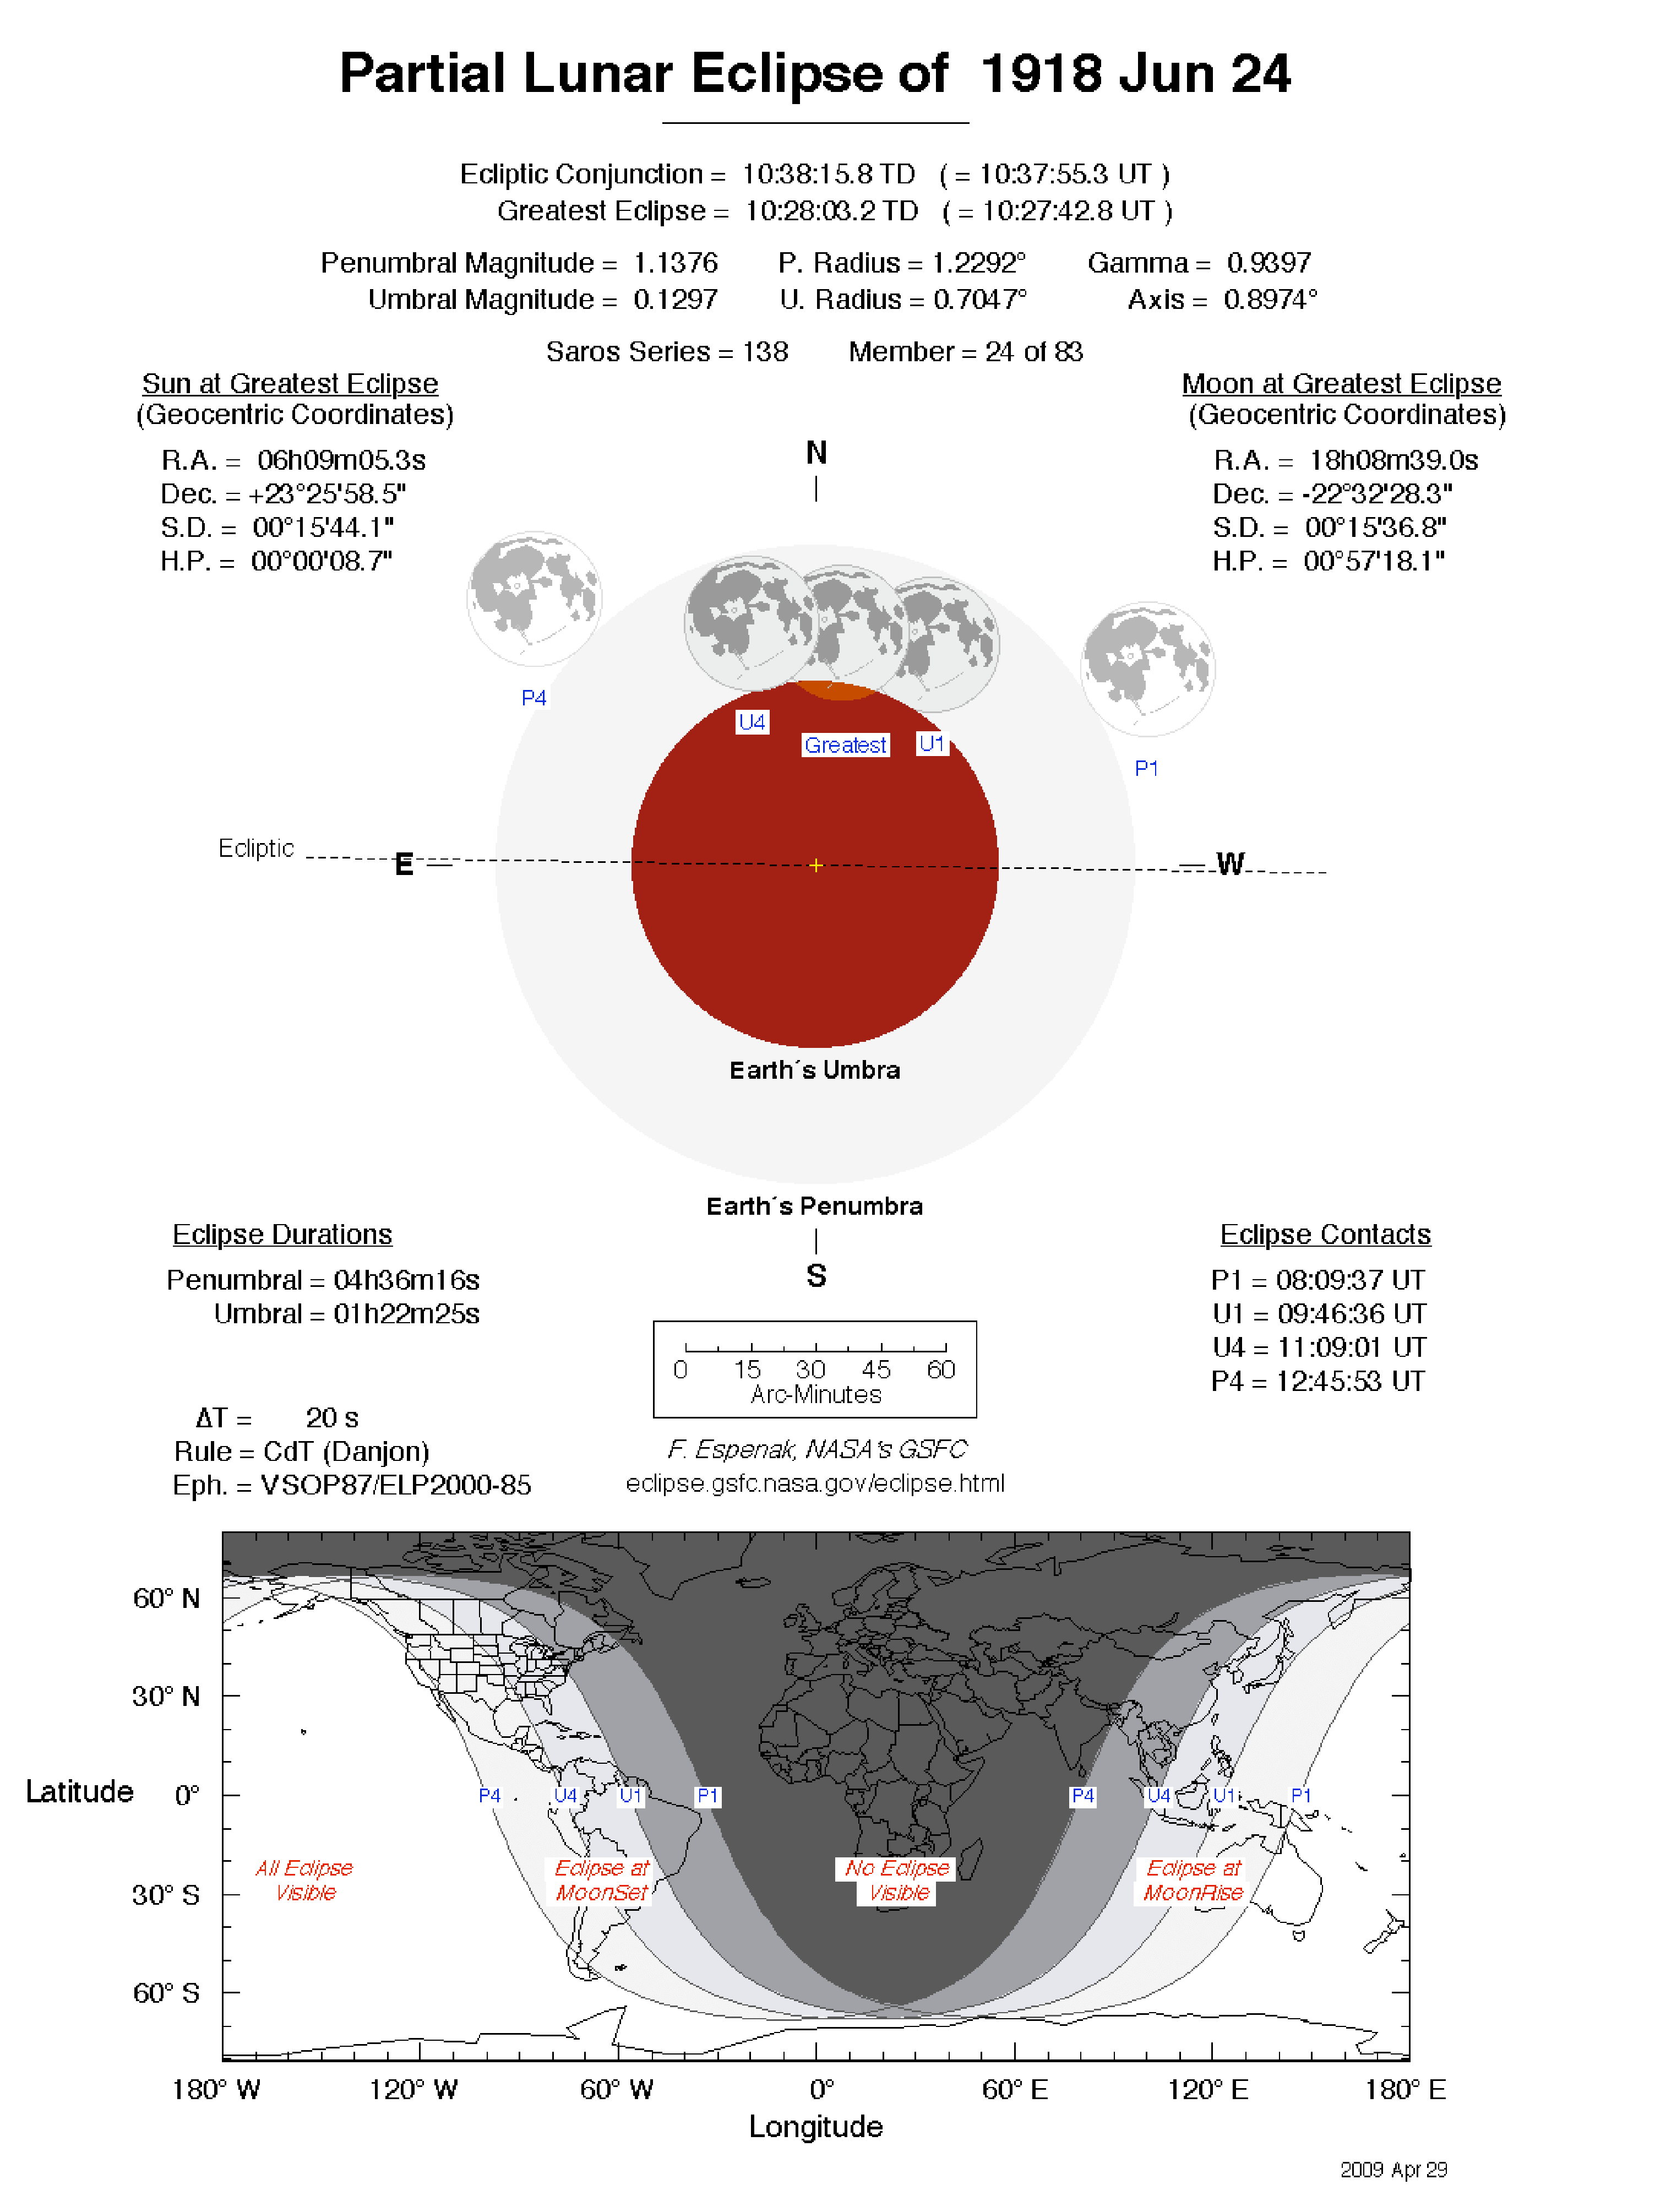 Partial Lunar Eclipse of 1918 Jun 24
Ecliptic Conjunction = 10:38:15.8 TD ( = 10:37:55.3 UT )
Greatest Eclipse = 10:28:03.2 TD ( = 10:27:42.8 UT )
Penumbral Magnitude = 1.1376 P. Radius = 1.2292° Gamma = 0.9397
Umbral Magnitude = 0.1297 U. Radius = 0.7047° Axis = 0.8974°
Saros Series = 138 Member = 24 of 83
Sun at Greatest Eclipse
(Geocentric Coordinates)
R.A. = 06h09m05.3s
Dec. = +23°25'58.5"
S.D. = 00°15'44.1"
H.P. = 00°00'08.7"
Moon at Greatest Eclipse
(Geocentric Coordinates)
R.A. = 18h08m39.0s
Dec. = -22°32'28.3"
S.D. = 00°15'36.8"
H.P. = 00°57'18.1"
N
P4
U4
Greatest
U1
P1
Ecliptic
E
W
Earth´s Umbra
Earth´s Penumbra
S
Eclipse Durations
Penumbral = 04h36m16s
Umbral = 01h22m25s
Eclipse Contacts
P1 = 08:09:37 UT
U1 = 09:46:36 UT
U4 = 11:09:01 UT
P4 = 12:45:53 UT
0 15 30 45 60
Arc-Minutes
ΔT = 20 s
Rule = CdT (Danjon)
Eph. = VSOP87/ELP2000-85
F. Espenak, NASA's GSFC
eclipse.gsfc.nasa.gov/eclipse.html
60° N
30° N
Latitude 0°
30° S
60° S
P4 U4 U1 P1 P4 U4 U1 P1
All Eclipse
Visible
Eclipse at
MoonSet
No Eclipse
Visible
Eclipse at
MoonRise
180° W 120° W 60° W 0° 60° E 120° E 180° E
Longitude
2009 Apr 29